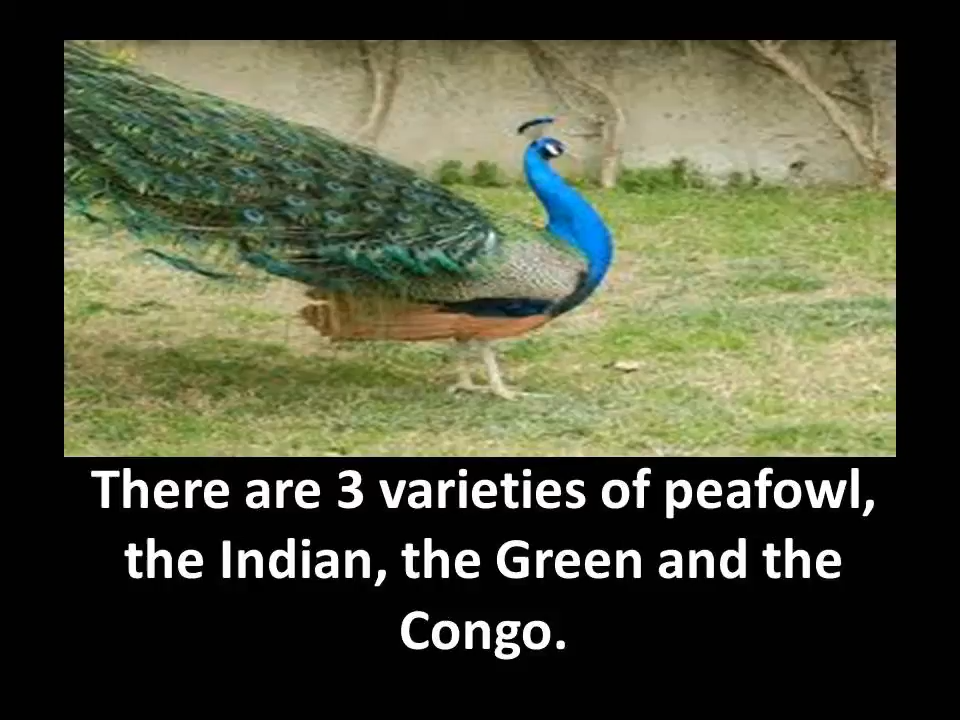 There are 3 varieties of peafowl,
the Indian, the Green and the
Congo.